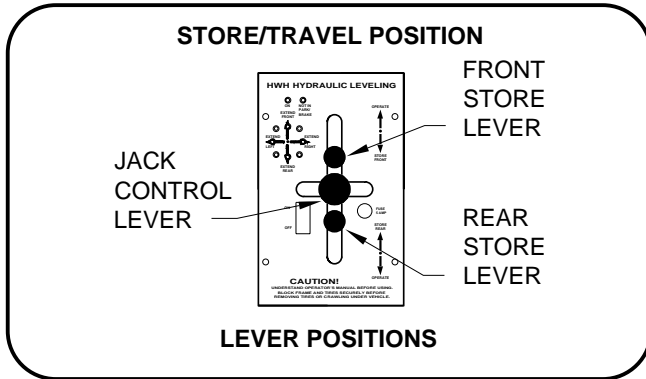 STORE/TRAVEL POSITION
FRONT
STORE
LEVER
HWH HYDRAULIC LEVELING
ON
NOT IN
PARK/
BRAKE
OPERATE
EXTEND
FRONT
EXTEND
LEFT
EXTEND
RIGHT
EXTEND
REAR
STORE
FRONT
JACK
CONTROL
LEVER
ON
OFF
FUSE
STORE
REAR
OPERATE
REAR
STORE
LEVER
CAUTION!
UNDERSTAND OPERATOR'S MANUAL BEFORE USING.
BLOCK FRAME AND TIRES SECURELY BEFORE
REMOVING TIRES OR CRAWLING UNDER VEHICLE.
LEVER POSITIONS